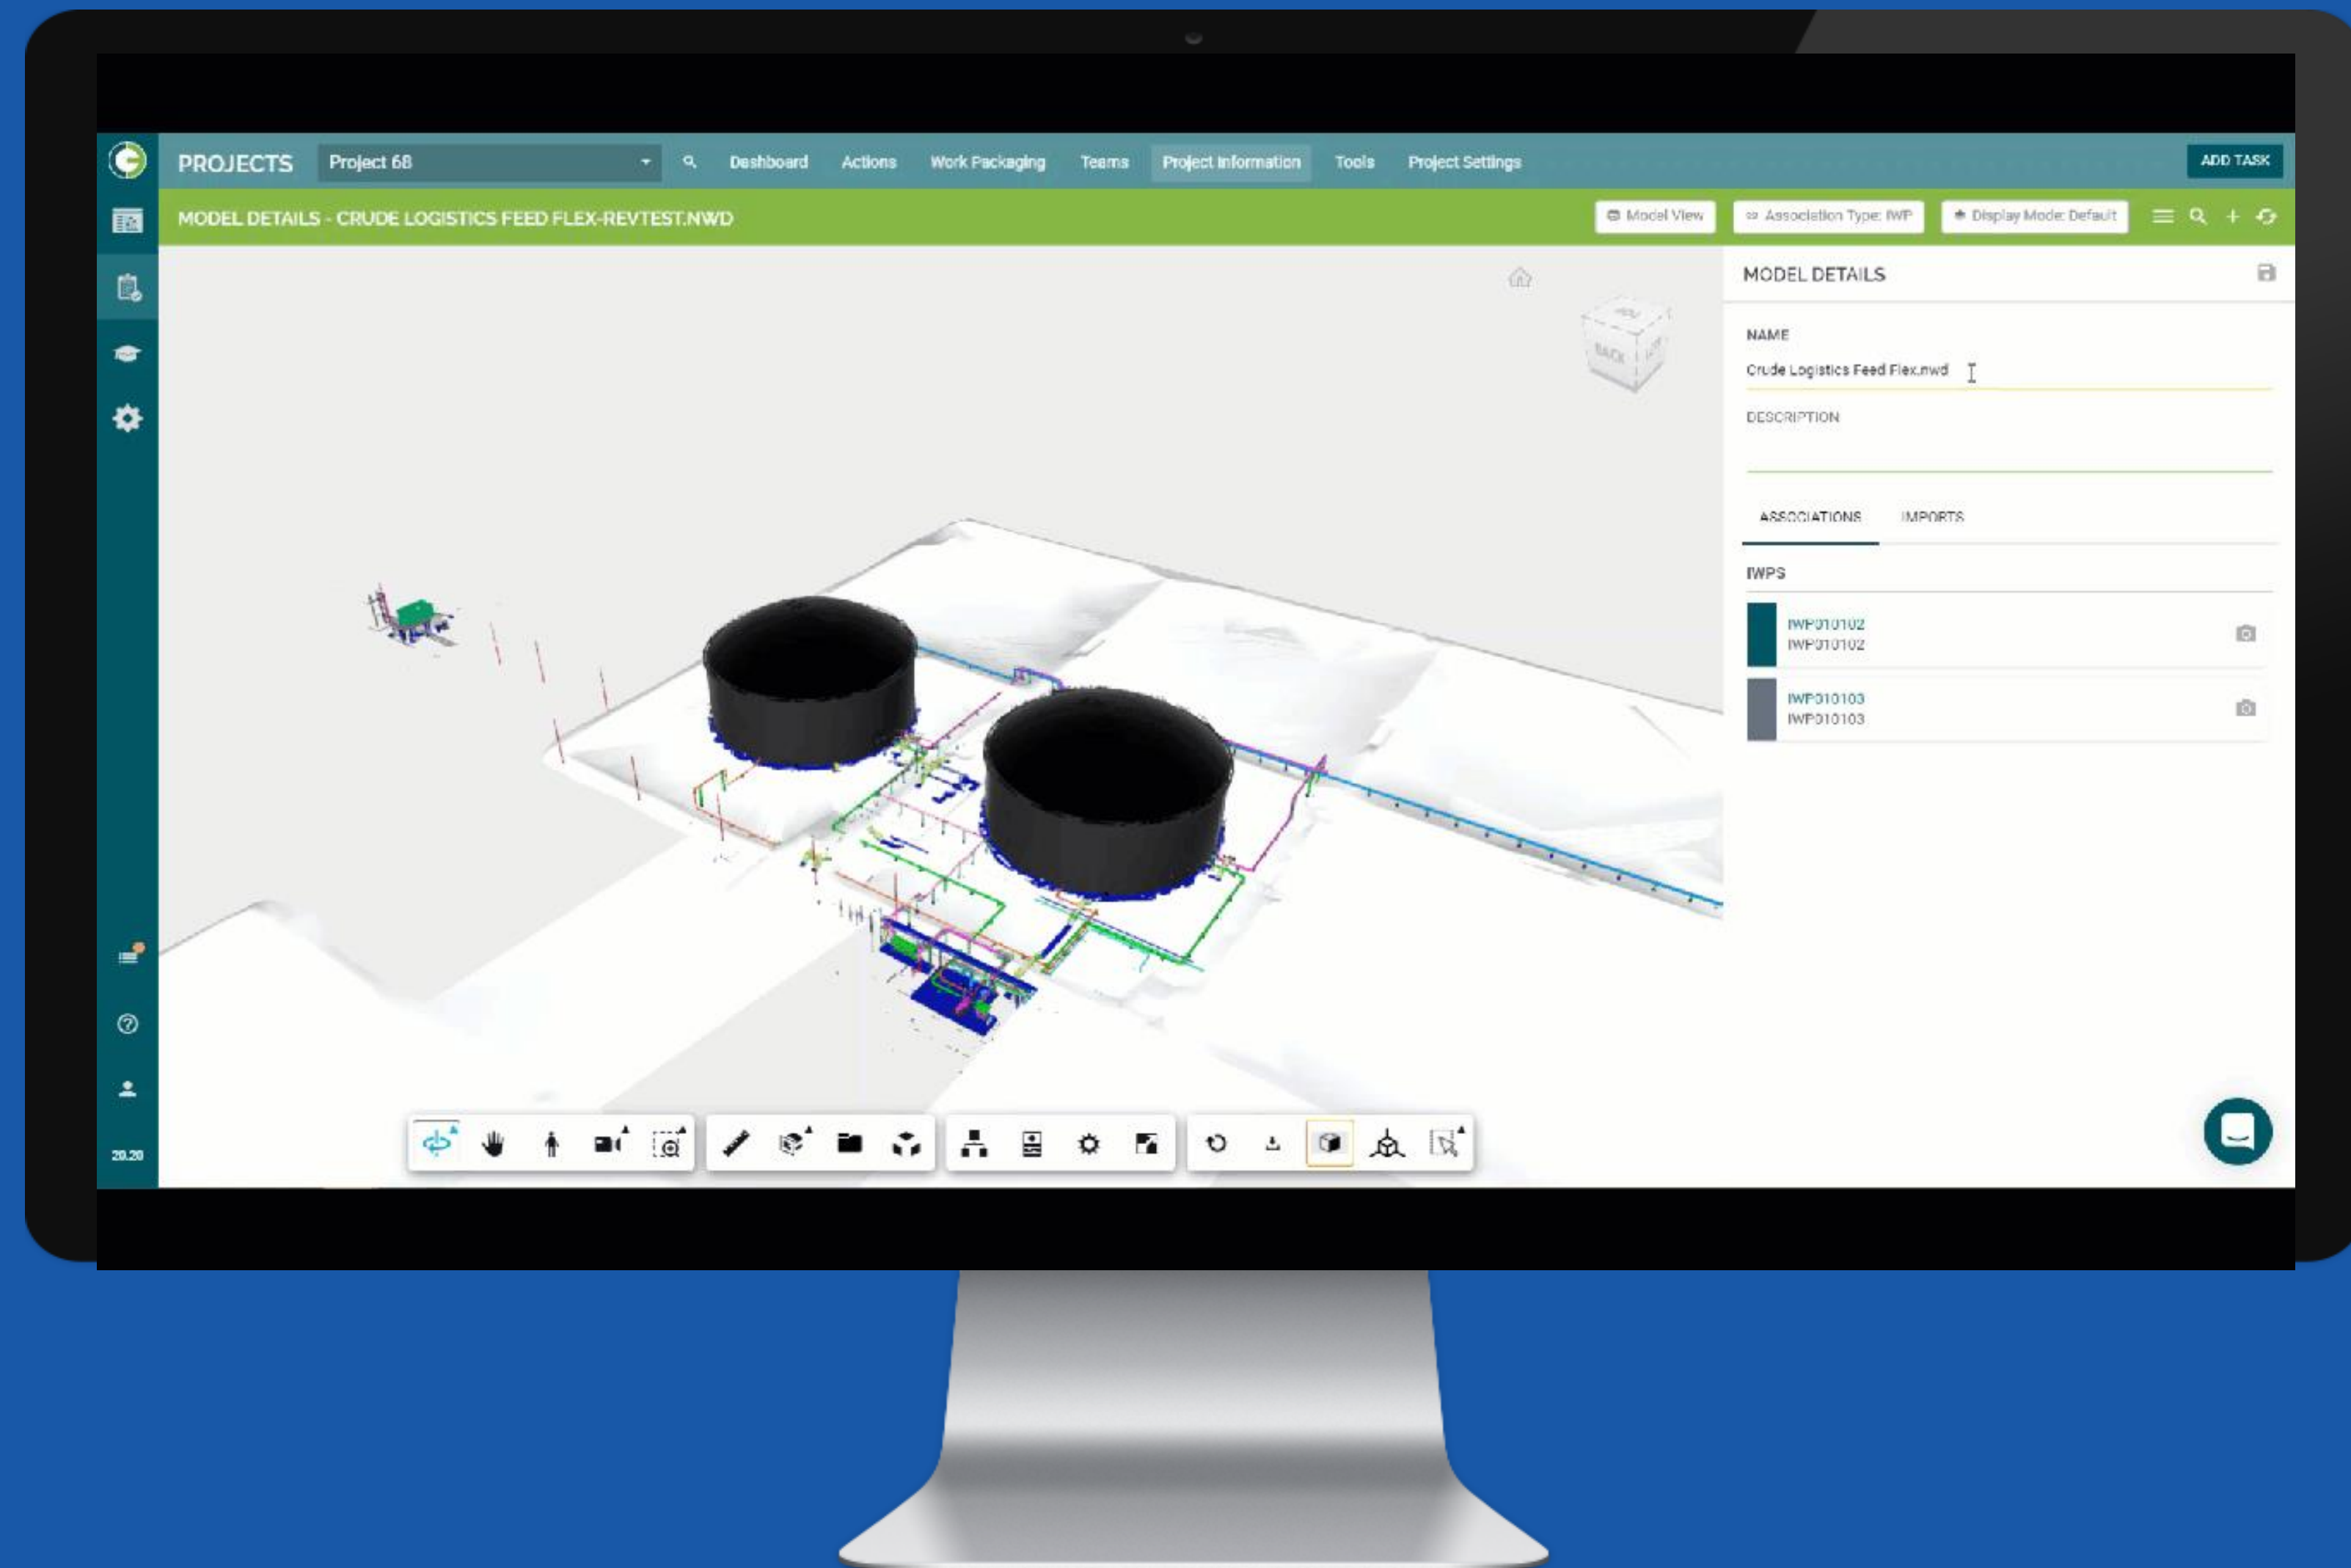 PROJECTS
Project 68
Dashboard
Actions
Work Packaging
Teams
Project Information
Tools
Project Settings
ADD TASK
MODEL DETAILS - CRUDE LOGISTICS FEED FLEX-REVTEST.NWD
Model View
Association Type: IWP
Display Mode: Default
BACK
MODEL DETAILS
NAME
Crude Logistics Feed Flex.nwd
DESCRIPTION
ASSOCIATIONS
IMPORTS
IWPS
IWP010102
IWP010102
IWP010103
IWP010103
20.20